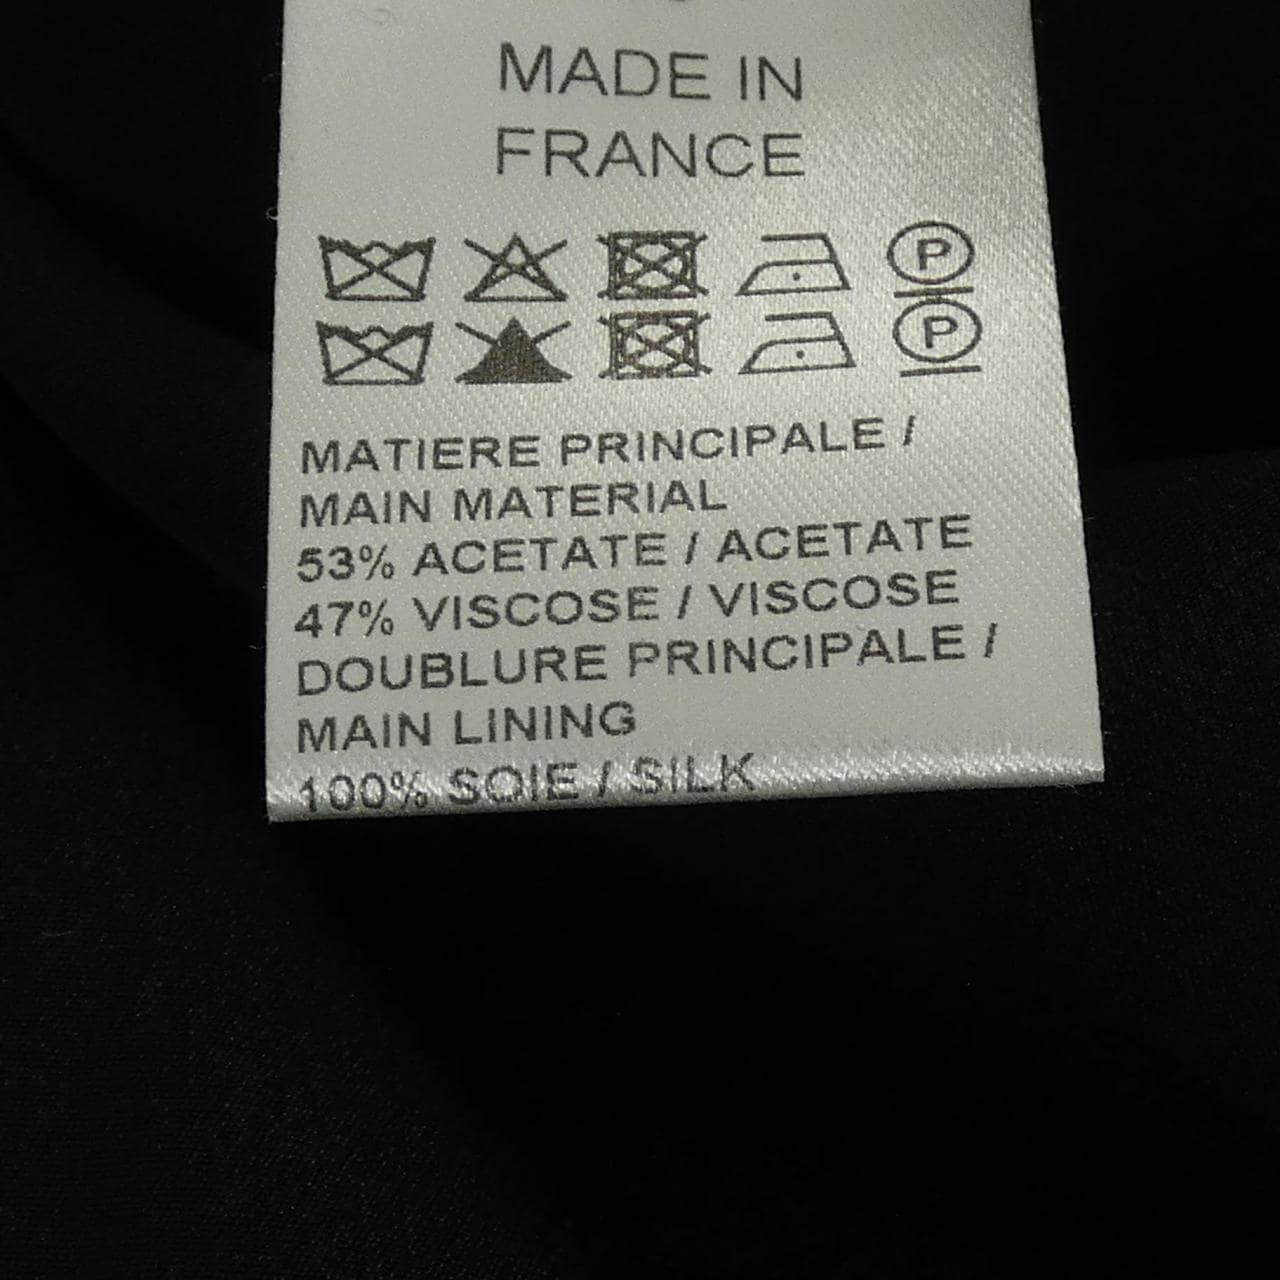 MADE IN
FRANCE
P
P
MATIERE PRINCIPALE /
MAIN MATERIAL
53% ACETATE / ACETATE
47% VISCOSE / VISCOSE
DOUBLURE PRINCIPALE /
MAIN LINING
100% SOIE / SILK